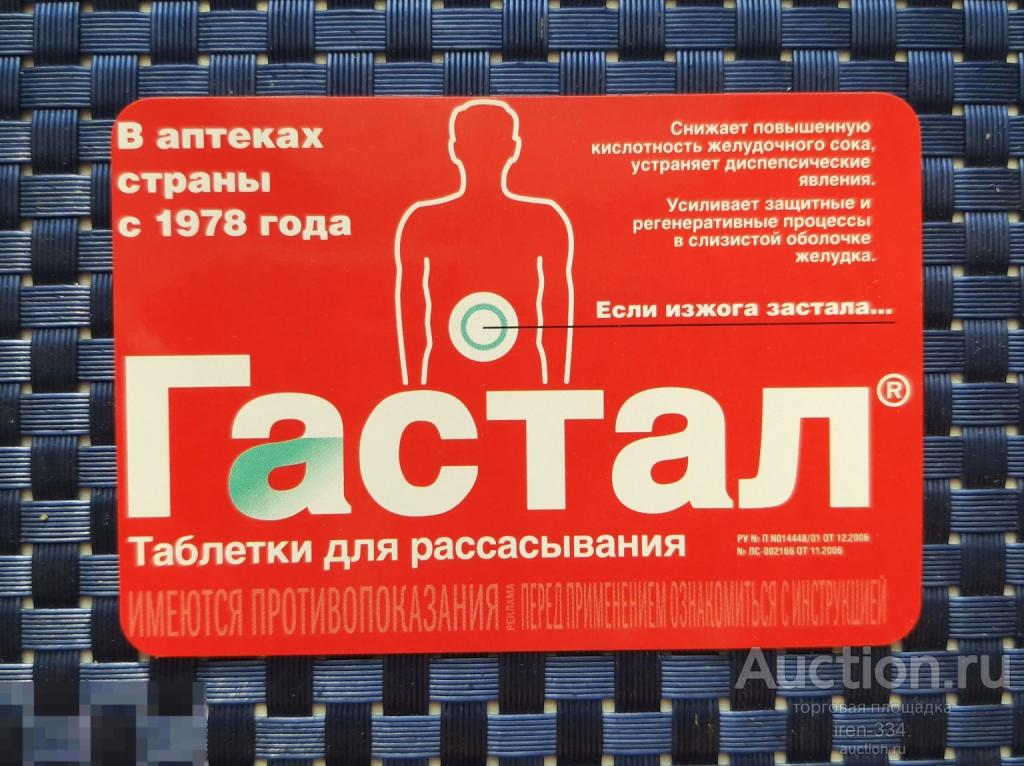 В аптеках
страны
с 1978 года
Снижает повышенную
кислотность желудочного сока,
устраняет диспепсические
явления.
Усиливает защитные и
регенеративные процессы
в слизистой оболочке
желудка.
Если изжога застала...
Гастал®
Таблетки для рассасывания
РУ № П N014448/01 ОТ 12.2006
№ ЛС-002166 ОТ 11.2006
ИМЕЮТСЯ ПРОТИВОПОКАЗАНИЯ РЕКЛАМА ПЕРЕД ПРИМЕНЕНИЕМ ОЗНАКОМИТЬСЯ С ИНСТРУКЦИЕЙ
Auction.ru
торговая площадка
iren-334
auction.ru